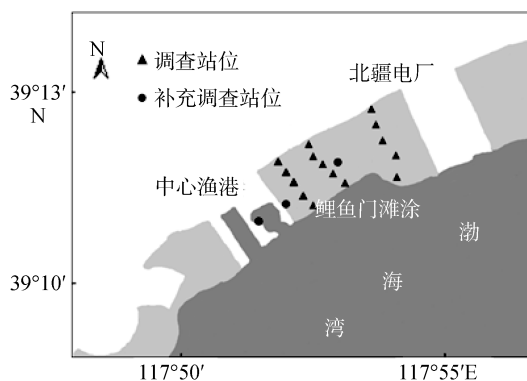 N
▲ 调查站位
● 补充调查站位
北疆电厂
39°13′
N
中心渔港
鲤鱼门滩涂
渤
海
湾
39°10′
117°50′
117°55′E